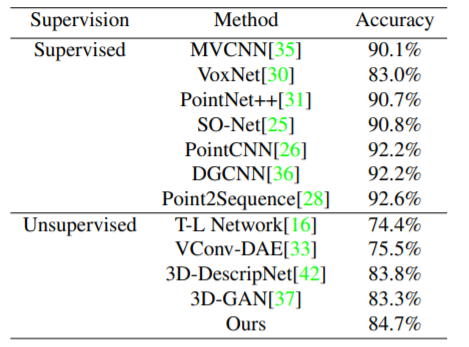 Supervision Method Accuracy
Supervised MVCNN[35] 90.1%
VoxNet[30] 83.0%
PointNet++[31] 90.7%
SO-Net[25] 90.8%
PointCNN[26] 92.2%
DGCNN[36] 92.2%
Point2Sequence[28] 92.6%
Unsupervised T-L Network[16] 74.4%
VConv-DAE[33] 75.5%
3D-DescripNet[42] 83.8%
3D-GAN[37] 83.3%
Ours 84.7%